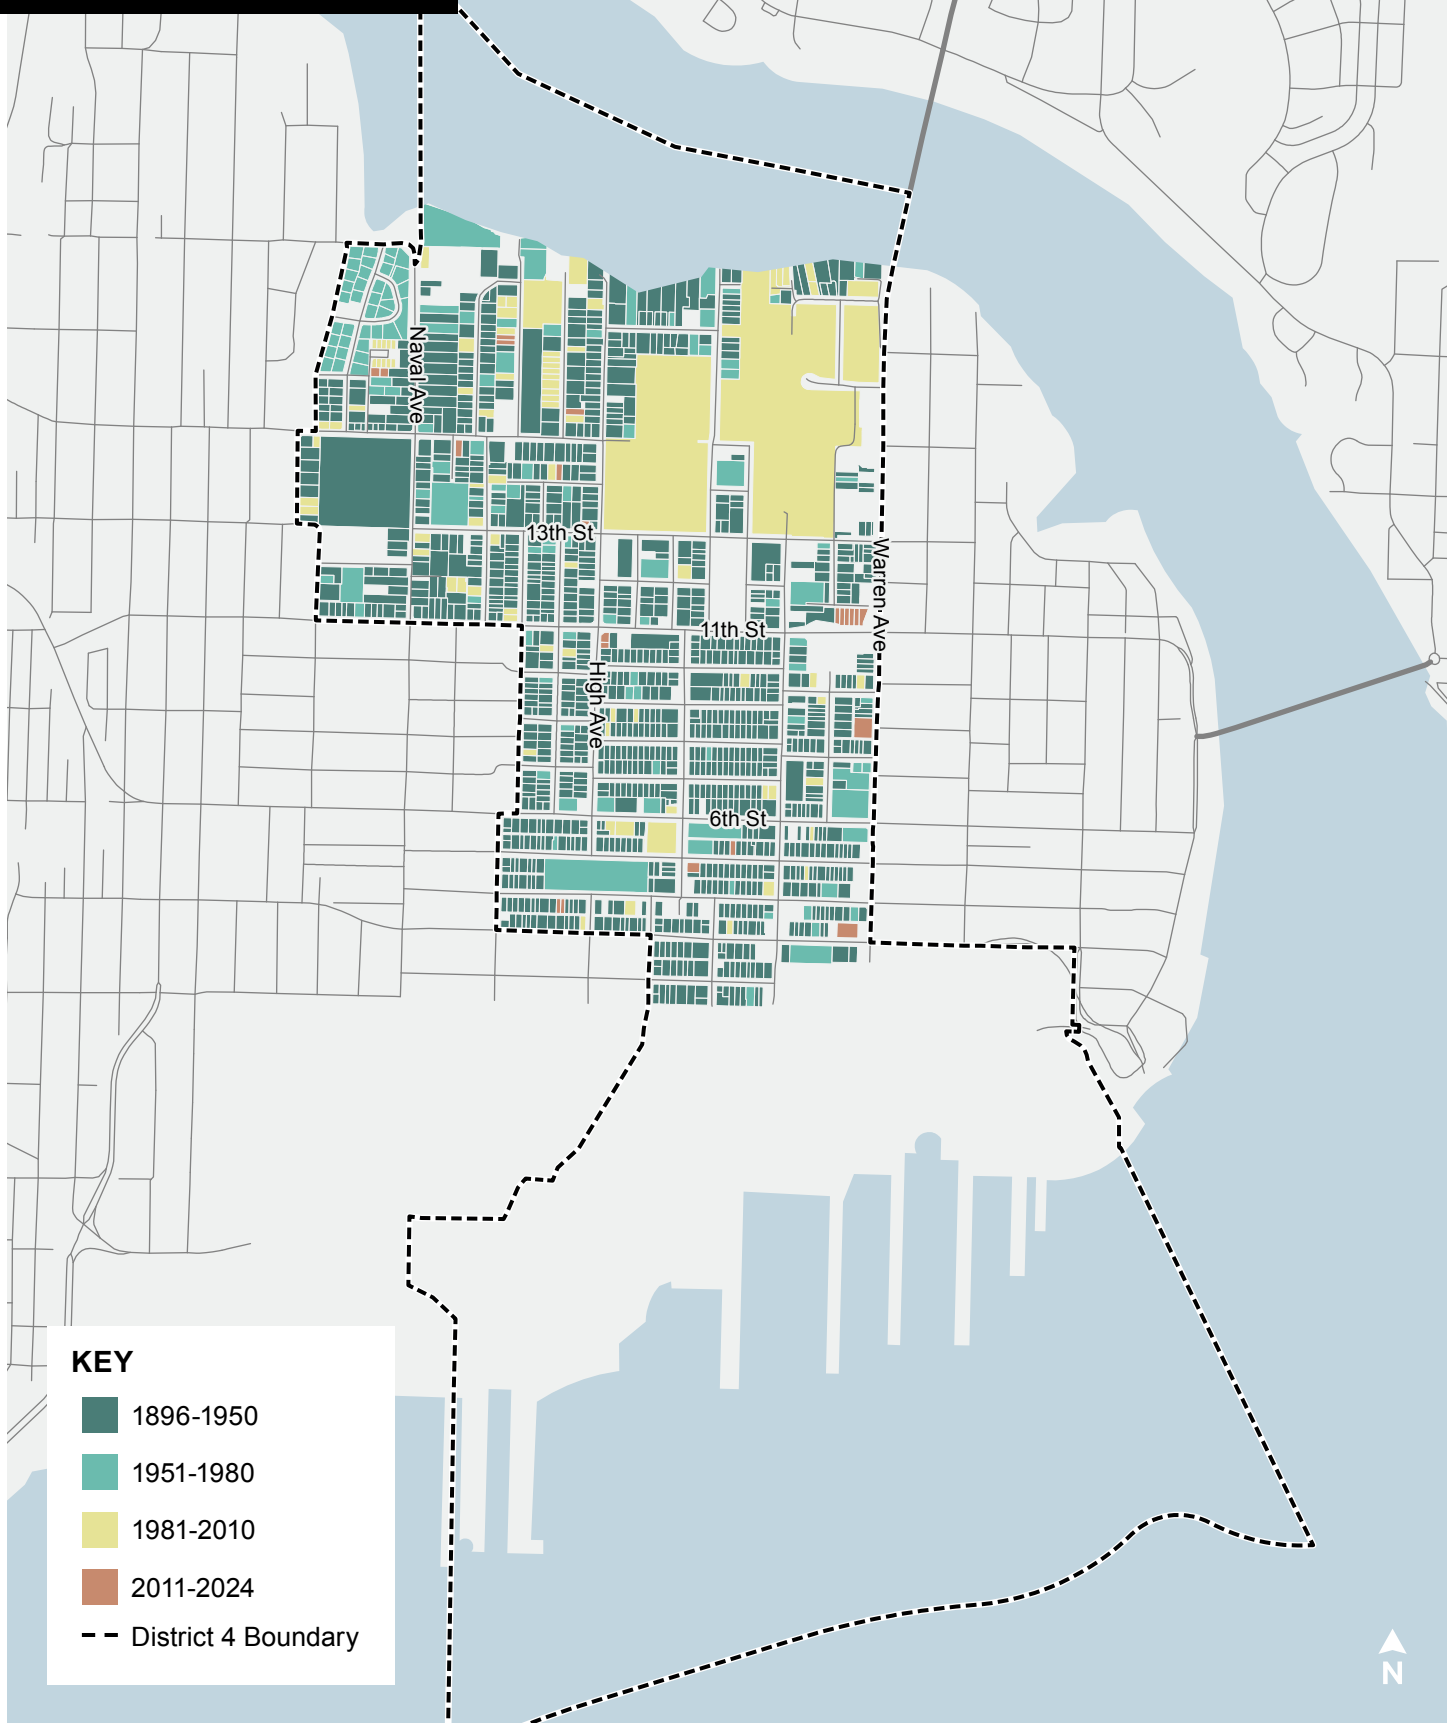 Naval Ave
13th St
Warren Ave
11th St
High Ave
6th St
KEY
1896-1950
1951-1980
1981-2010
2011-2024
District 4 Boundary
N